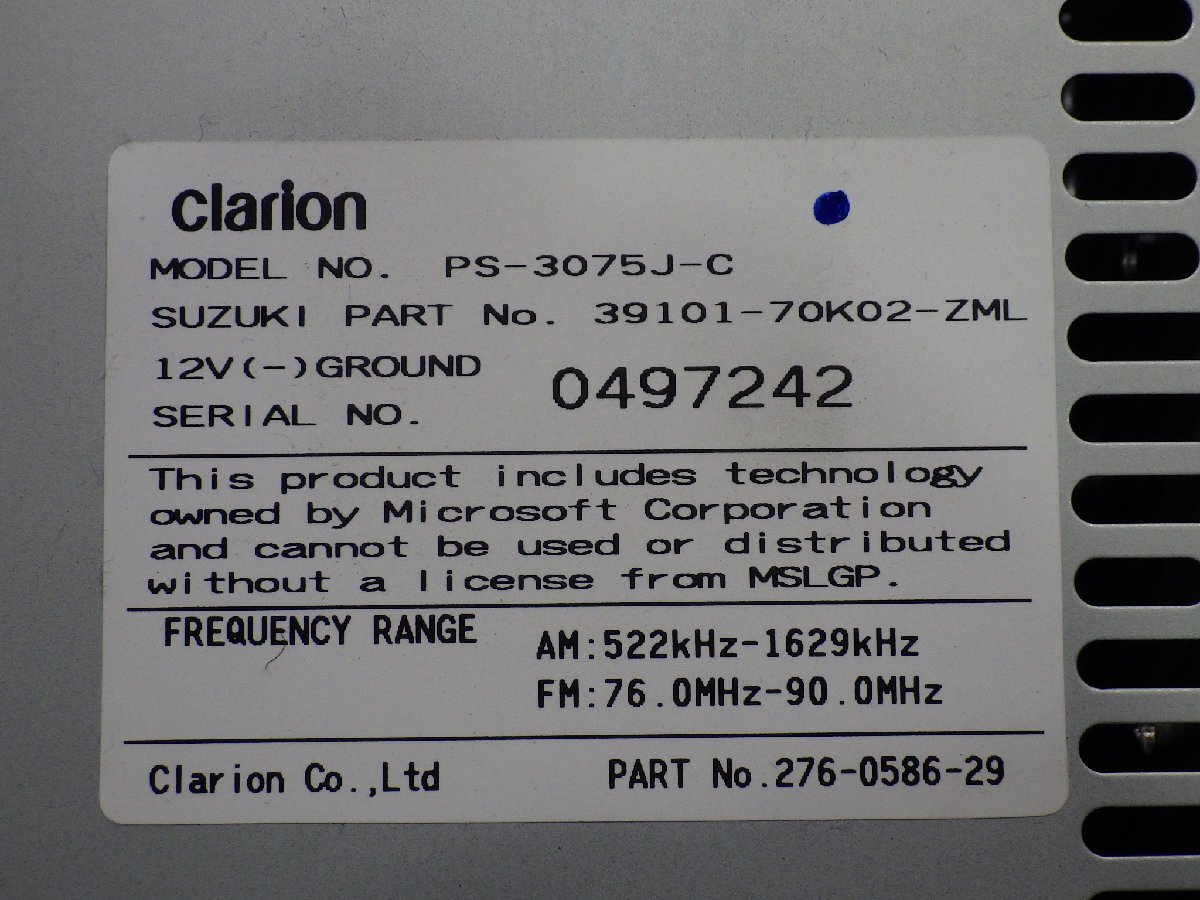 clarion
MODEL NO. PS-3075J-C
SUZUKI PART No. 39101-70K02-ZML
12V(-)GROUND
SERIAL NO. 0497242
This product includes technology
owned by Microsoft Corporation
and cannot be used or distributed
without a license from MSLGP.
FREQUENCY RANGE
AM:522kHz-1629kHz
FM:76.0MHz-90.0MHz
Clarion Co.,Ltd PART No.276-0586-29